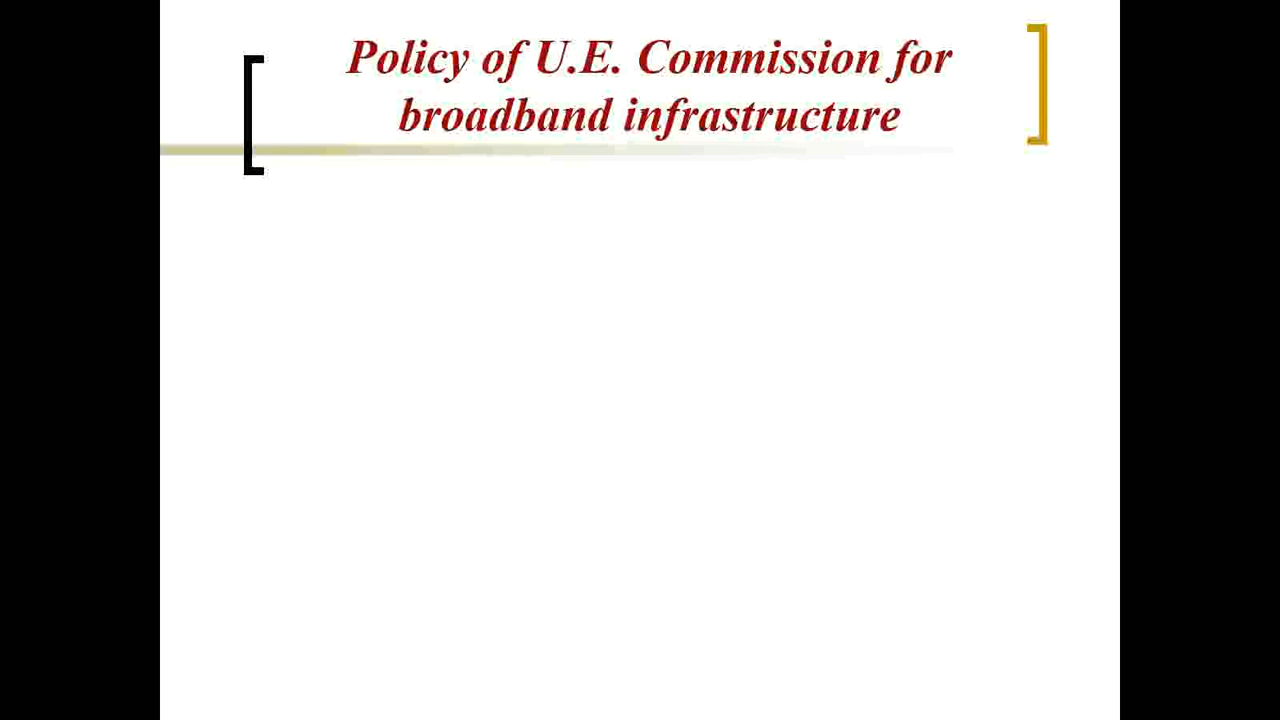 Policy of U.E. Commission for
broadband infrastructure